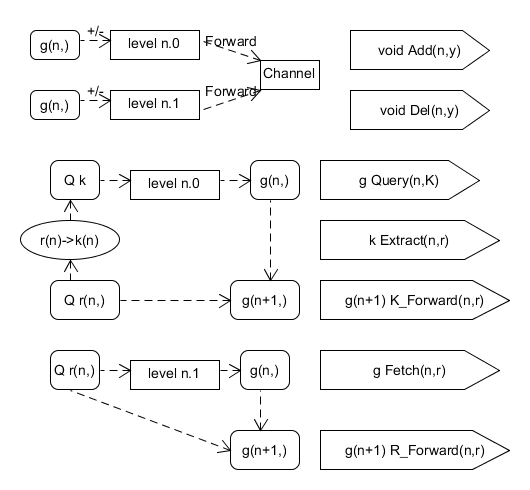 g(n,) +/- level n.0 Forward
Channel
void Add(n,y)
g(n,) +/- level n.1 Forward
void Del(n,y)
Q k level n.0 g(n,) g Query(n,K)
r(n)->k(n) k Extract(n,r)
Q r(n,) g(n+1,) g(n+1) K_Forward(n,r)
Q r(n,) level n.1 g(n,) g Fetch(n,r)
g(n+1,) g(n+1) R_Forward(n,r)